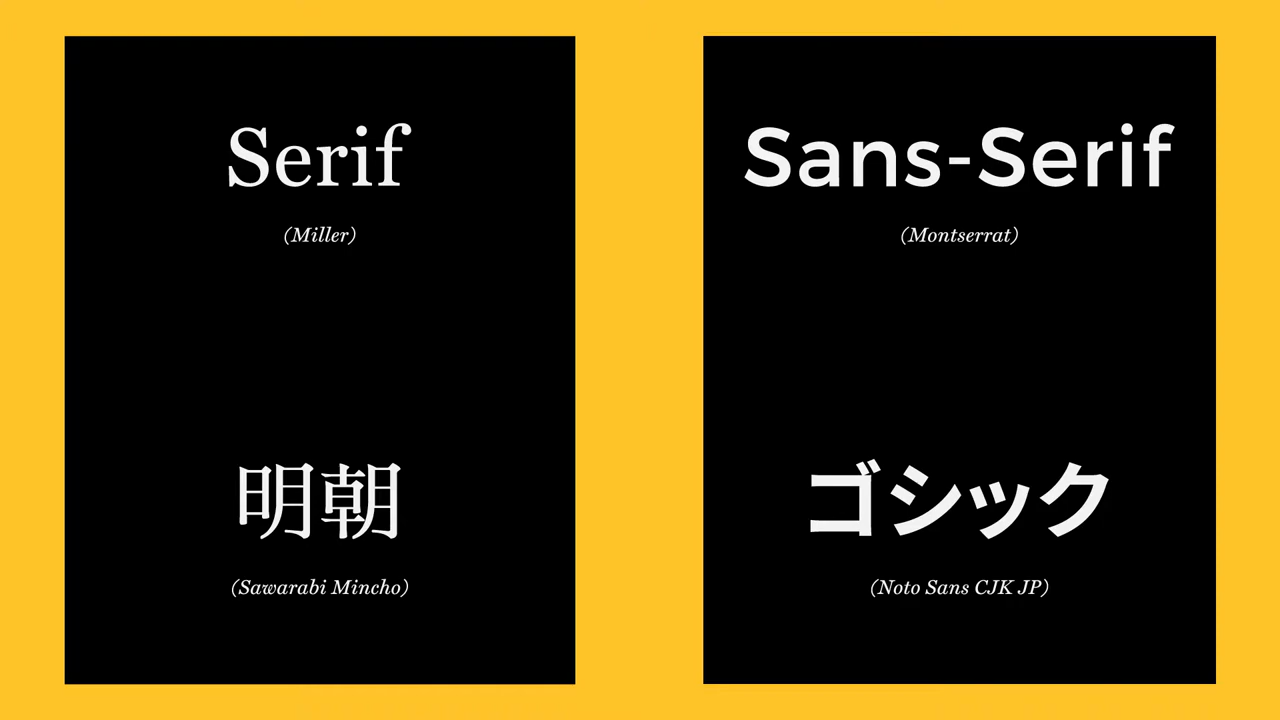 Serif
(Miller)
明朝
(Sawarabi Mincho)
Sans-Serif
(Montserrat)
ゴシック
(Noto Sans CJK JP)